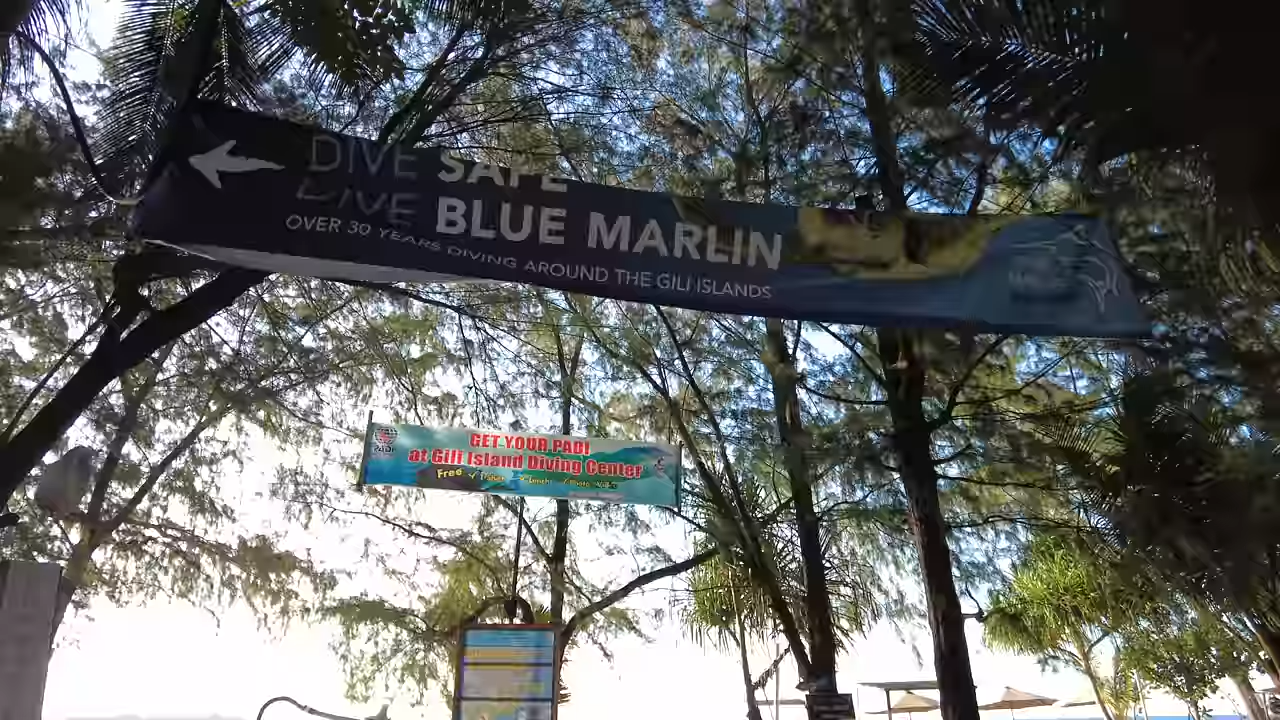 DIVE SAFE
DIVE BLUE MARLIN
OVER 30 YEARS DIVING AROUND THE GILI ISLANDS
GET YOUR PADI
at Gili Island Diving Center
Free
PADI